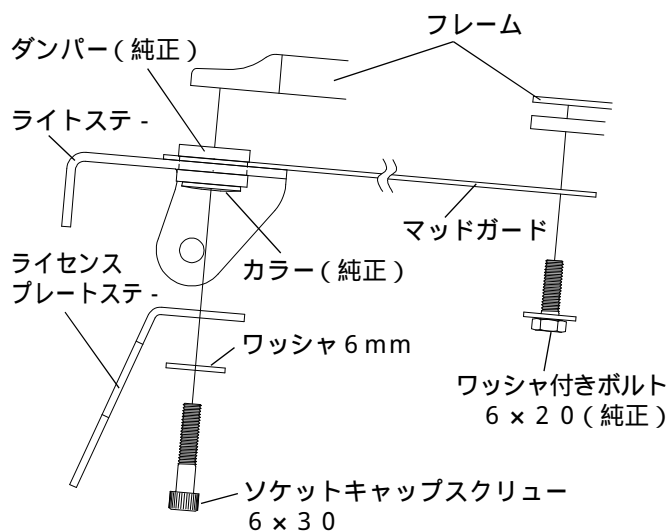 フレーム
ダンパー(純正)
ライトステ-
マッドガード
カラー(純正)
ライセンス
プレートステ-
ワッシャ6mm
ワッシャ付きボルト
6×20(純正)
ソケットキャップスクリュー
6×30